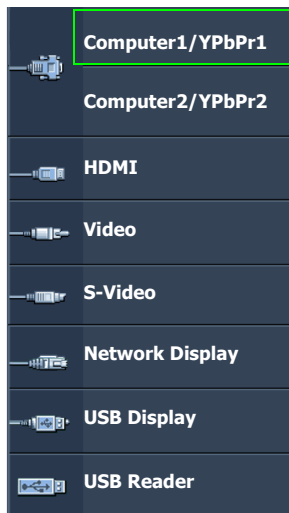 Computer1/YPbPr1
Computer2/YPbPr2
HDMI
Video
S-Video
Network Display
USB Display
USB Reader